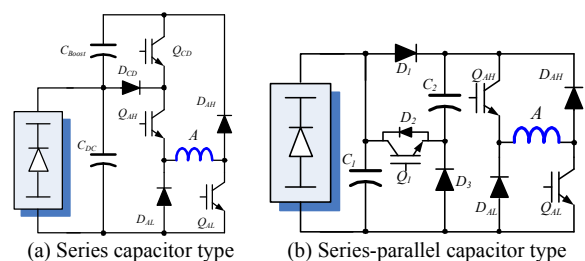 C_Boost
Q_CD
D_CD
Q_AH
D_AH
A
C_DC
D_AL
Q_AL
(a) Series capacitor type
D_1
C_2
Q_AH
D_AH
D_2
A
C_1
Q_1
D_3
D_AL
Q_AL
(b) Series-parallel capacitor type